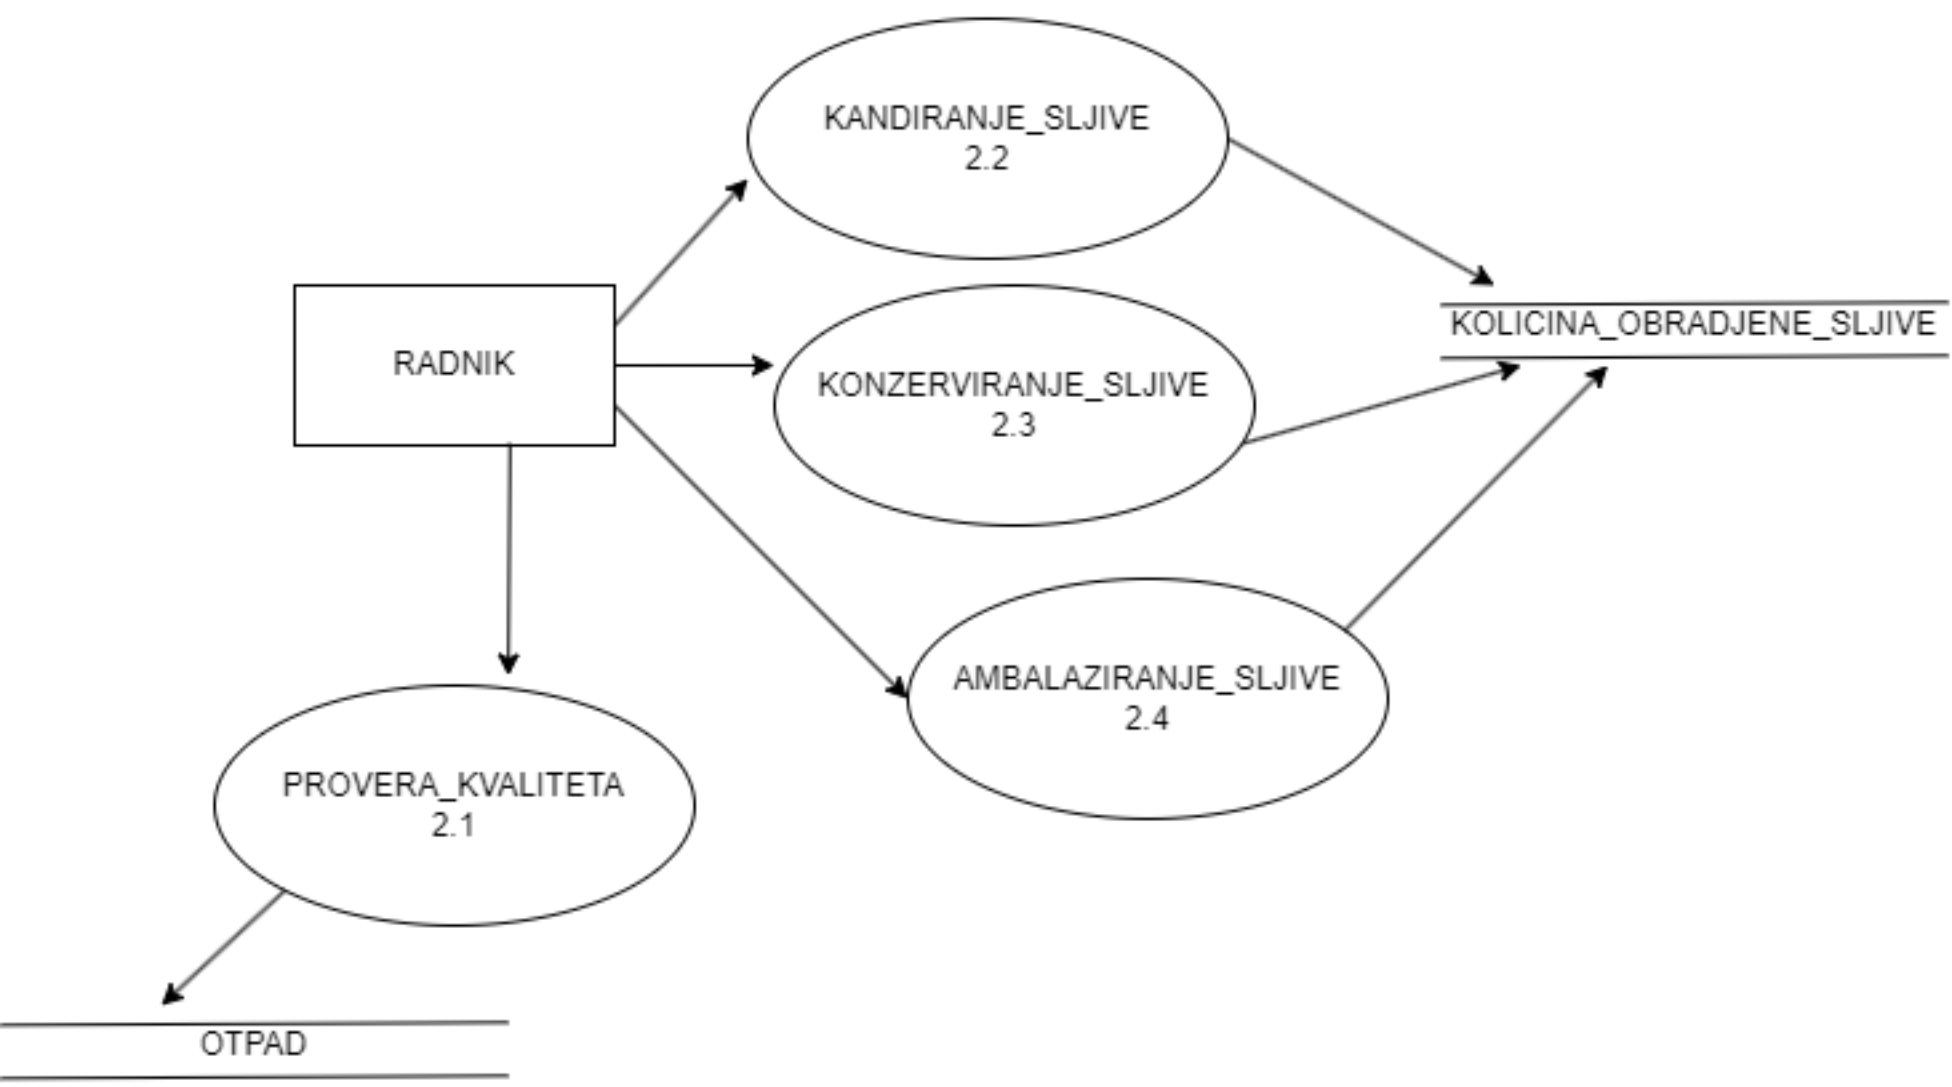 KANDIRANJE_SLJIVE
2.2
KOLICINA_OBRADJENE_SLJIVE
RADNIK
KONZERVIRANJE_SLJIVE
2.3
AMBALAZIRANJE_SLJIVE
2.4
PROVERA_KVALITETA
2.1
OTPAD